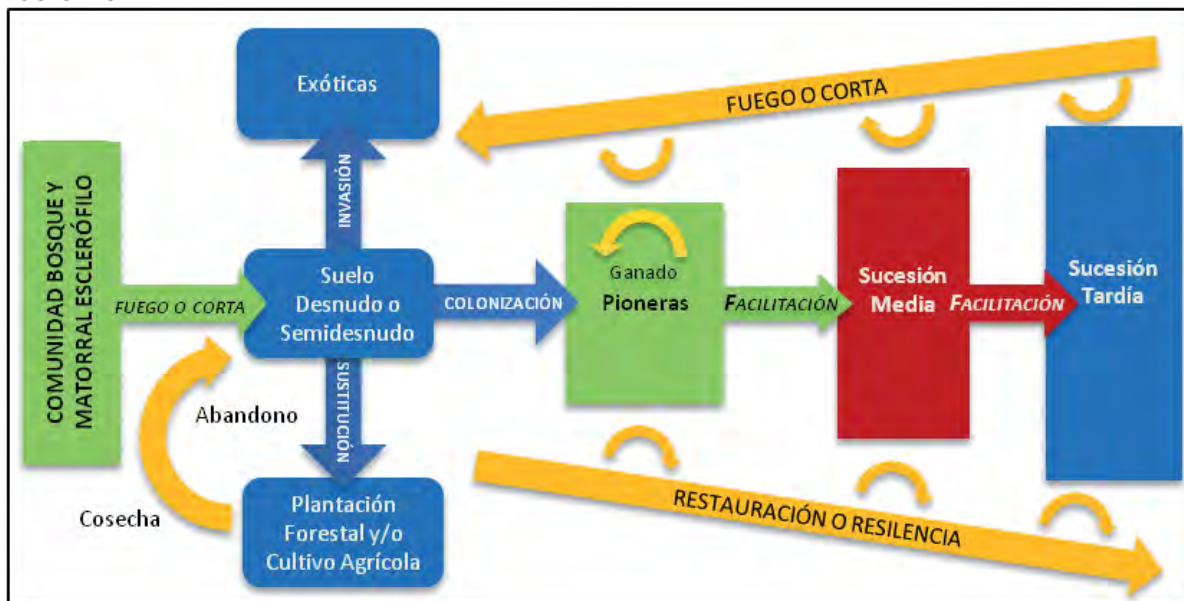 Exóticas
FUEGO O CORTA
COMUNIDAD BOSQUE Y
MATORRAL ESCLERÓFILO
FUEGO O CORTA
INVASIÓN
Suelo
Desnudo o
Semidesnudo
COLONIZACIÓN
Ganado
Pioneras
FACILITACIÓN
Sucesión
Media
FACILITACIÓN
Sucesión
Tardía
SUSTITUCIÓN
Abandono
Cosecha
Plantación
Forestal y/o
Cultivo Agrícola
RESTAURACIÓN O RESILENCIA